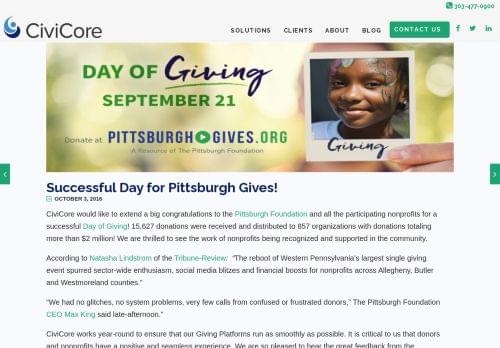 303-477-0900
CiviCore
SOLUTIONS CLIENTS ABOUT BLOG CONTACT US
DAY OF Giving
SEPTEMBER 21
Donate at PITTSBURGH GIVES.ORG
A Resource of The Pittsburgh Foundation
Giving
Successful Day for Pittsburgh Gives!
OCTOBER 3, 2016
CiviCore would like to extend a big congratulations to the Pittsburgh Foundation and all the participating nonprofits for a
successful Day of Giving! 15,627 donations were received and distributed to 857 organizations with donations totaling
more than $2 million! We are thrilled to see the work of nonprofits being recognized and supported in the community.
According to Natasha Lindstrom of the Tribune-Review: “The reboot of Western Pennsylvania's largest single giving
event spurred sector-wide enthusiasm, social media blitzes and financial boosts for nonprofits across Allegheny, Butler
and Westmoreland counties.”
“We had no glitches, no system problems, very few calls from confused or frustrated donors,” The Pittsburgh Foundation
CEO Max King said late-afternoon.”
CiviCore works year-round to ensure that our Giving Platforms run as smoothly as possible. It is critical to us that donors
and nonprofits have a positive and seamless experience. We are so pleased to hear the great feedback from the